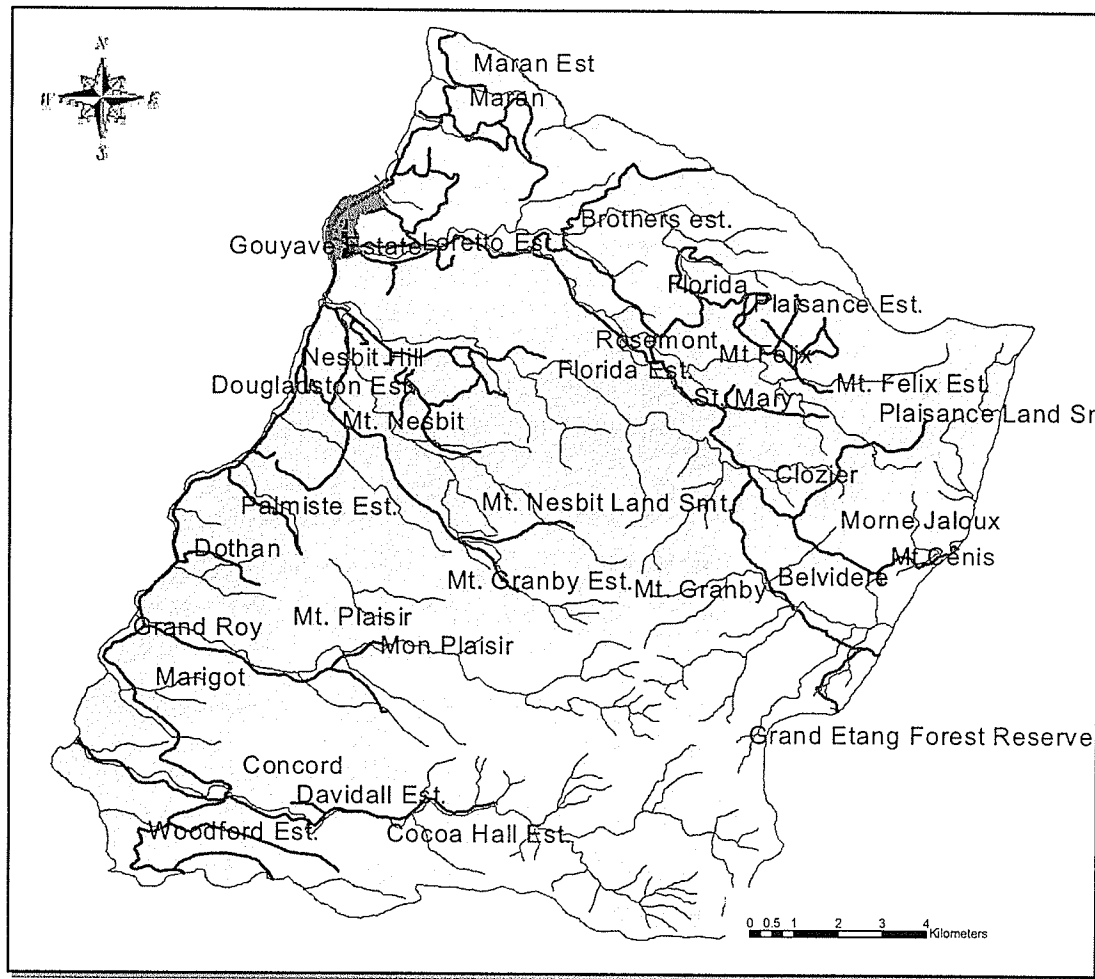 N
Maran Est
Maran
W E
S
Brothers est.
Gouyave Estate Loretto Est.
Florida
Plaisance Est.
Rosemont
Mt Felix
Nesbit Hill
Florida Est.
Douglaston Est.
Mt. Felix Est.
St. Mary
Mt. Nesbit
Plaisance Land Sm
Clozier
Palmiste Est.
Mt. Nesbit Land Smt.
Morne Jaloux
Dothan
Mt Cenis
Mt. Granby Est.
Mt. Granby
Belvidere
Mt. Plaisir
Grand Roy
Mon Plaisir
Marigot
Grand Etang Forest Reserve
Concord
Davidall Est.
Woodford Est.
Cocoa Hall Est.
0 0.5 1 2 3 4
Kilometers